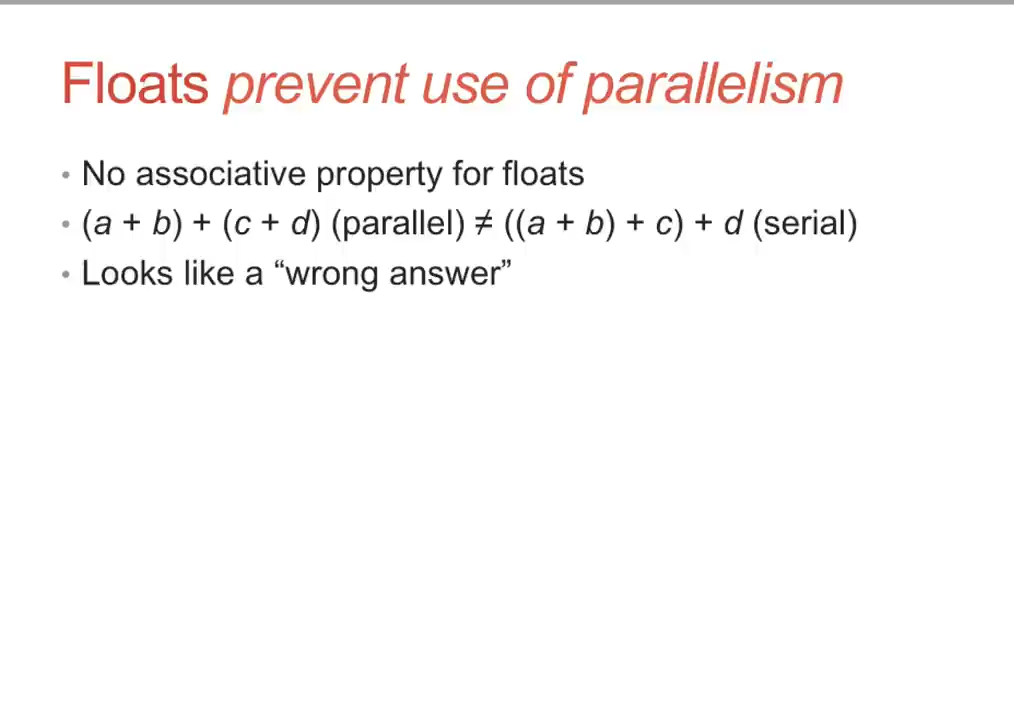 Floats prevent use of parallelism
• No associative property for floats
• (a + b) + (c + d) (parallel) ≠ ((a + b) + c) + d (serial)
• Looks like a “wrong answer”